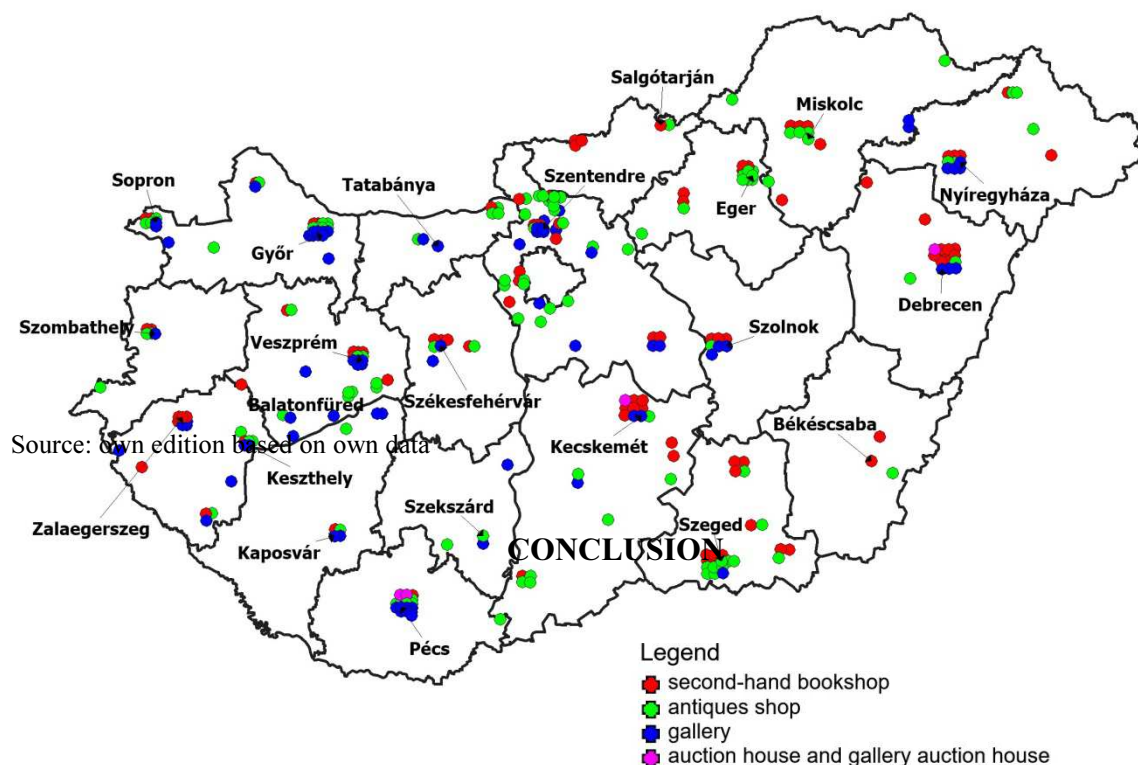 Salgótarján
Miskolc
Sopron
Tatabánya
Szentendre
Eger
Nyíregyháza
Győr
Debrecen
Szombathely
Veszprém
Szolnok
Balatonfüred
Székesfehérvár
Kecskemét
Békéscsaba
Source: own edition based on own data
Keszthely
Szekszárd
Zalaegerszeg
Kaposvár
Szeged
CONCLUSION
Pécs
Legend
second-hand bookshop
antiques shop
gallery
auction house and gallery auction house